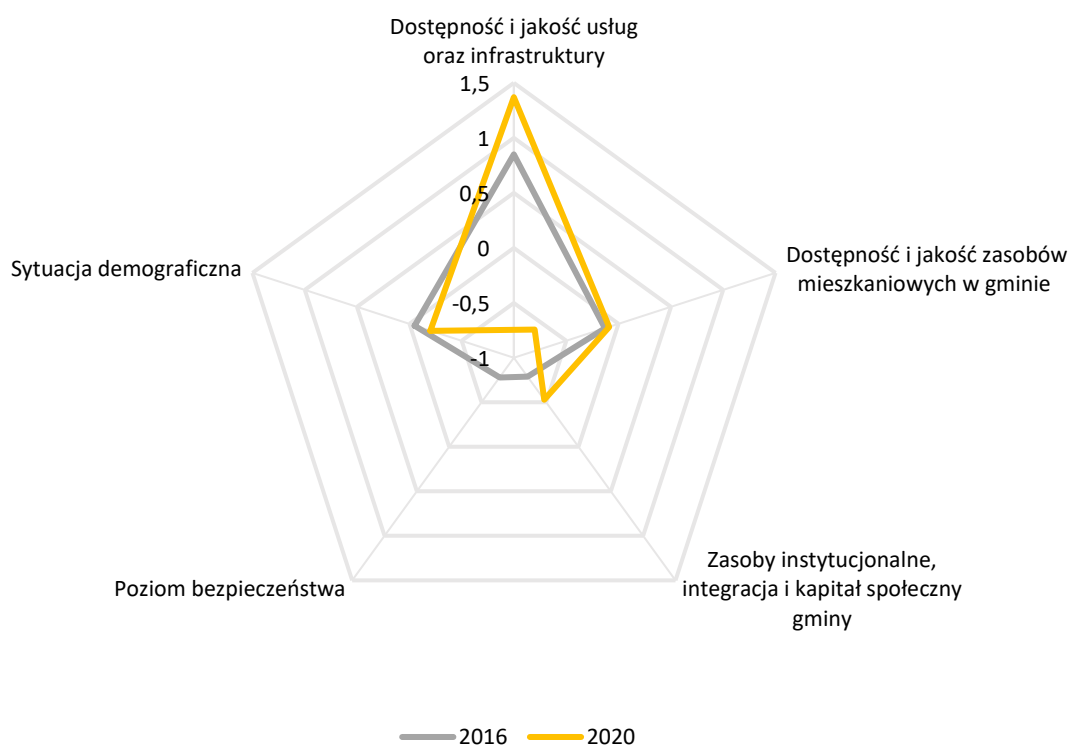 Dostępność i jakość usług
oraz infrastruktury
1,5
1
0,5
0
-0,5
-1
Dostępność i jakość zasobów
mieszkaniowych w gminie
Sytuacja demograficzna
Zasoby instytucjonalne,
integracja i kapitał społeczny
gminy
Poziom bezpieczeństwa
2016
2020